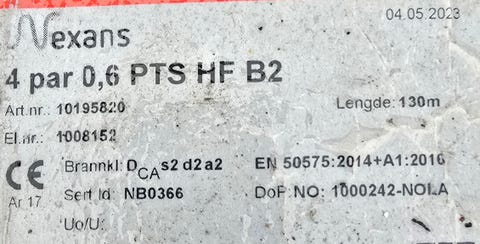 Nexans
04.05.2023
4 par 0,6 PTS HF B2
Art.nr.: 10195820
Lengde: 130m
El.nr.: 1008152
CE
Brannkl: DCA s2 d2 a2
EN 50575:2014+A1:2016
Sert Id: NB0366
DoP NO: 1000242-NOLA
År 17
Uo/U: